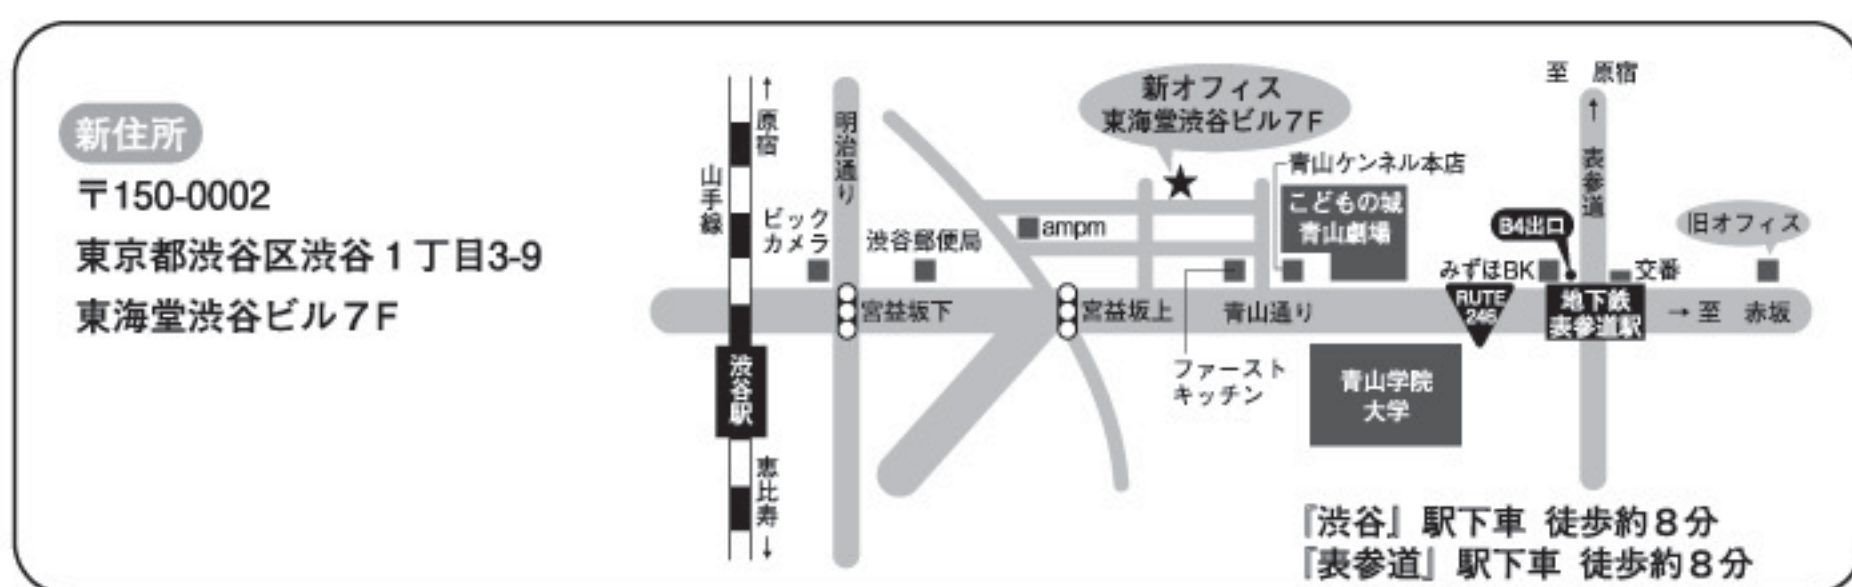 新住所
〒150-0002
東京都渋谷区渋谷1丁目3-9
東海堂渋谷ビル7F
↑原宿
山手線
渋谷駅
恵比寿↓
明治通り
ビック
カメラ
渋谷郵便局
宮益坂下
宮益坂上
ampm
新オフィス
東海堂渋谷ビル7F
★
青山ケンネル本店
こどもの城
青山劇場
青山通り
ファースト
キッチン
青山学院
大学
RUTE
246
みずほBK
B4出口
地下鉄
表参道駅
交番
至 原宿
↑
表参道
旧オフィス
→至 赤坂
『渋谷』駅下車 徒歩約8分
『表参道』駅下車 徒歩約8分